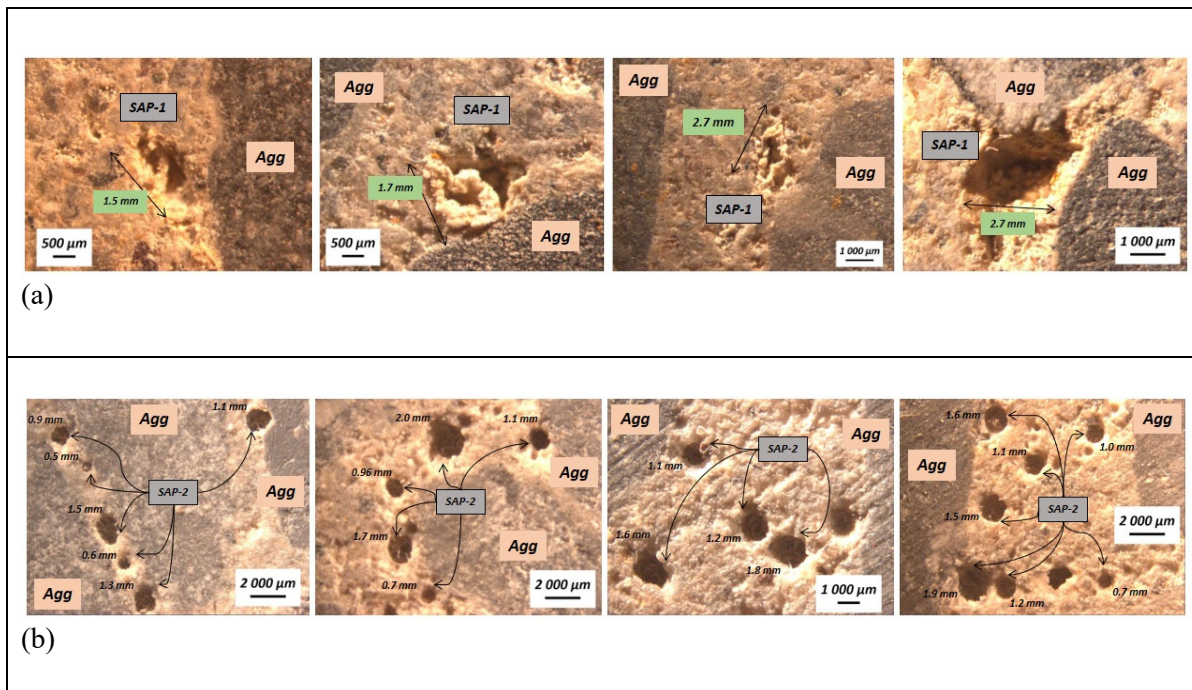 SAP-1
Agg
1.5 mm
500 µm
Agg
SAP-1
1.7 mm
Agg
500 µm
Agg
2.7 mm
Agg
SAP-1
1 000 µm
Agg
SAP-1
Agg
2.7 mm
1 000 µm
(a)
0.9 mm
Agg
1.1 mm
0.5 mm
Agg
SAP-2
1.5 mm
0.6 mm
1.3 mm
Agg
2 000 µm
2.0 mm
1.1 mm
Agg
0.96 mm
SAP-2
1.7 mm
Agg
0.7 mm
2 000 µm
Agg
SAP-2
Agg
1.1 mm
1.6 mm
1.2 mm
1.8 mm
1 000 µm
1.6 mm
Agg
1.0 mm
1.1 mm
Agg
SAP-2
1.5 mm
2 000 µm
1.9 mm
1.2 mm
0.7 mm
(b)